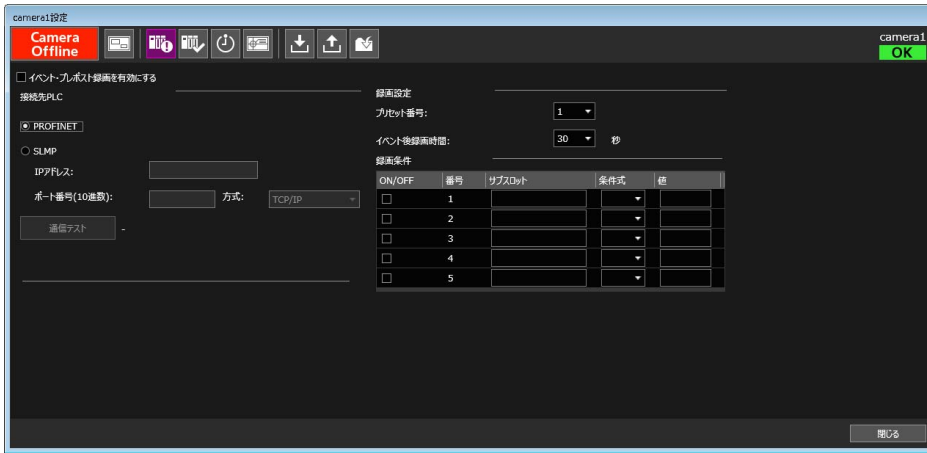 camera1設定
Camera
Offline
camera1
OK
イベント・プレポスト録画を有効にする
接続先PLC
PROFINET
SLMP
IPアドレス:
ポート番号(10進数):
方式:
TCP/IP
通信テスト
-
録画設定
プリセット番号:
1
イベント後録画時間:
30
秒
録画条件
ON/OFF 番号 サブスロット 条件式 値
1
2
3
4
5
閉じる